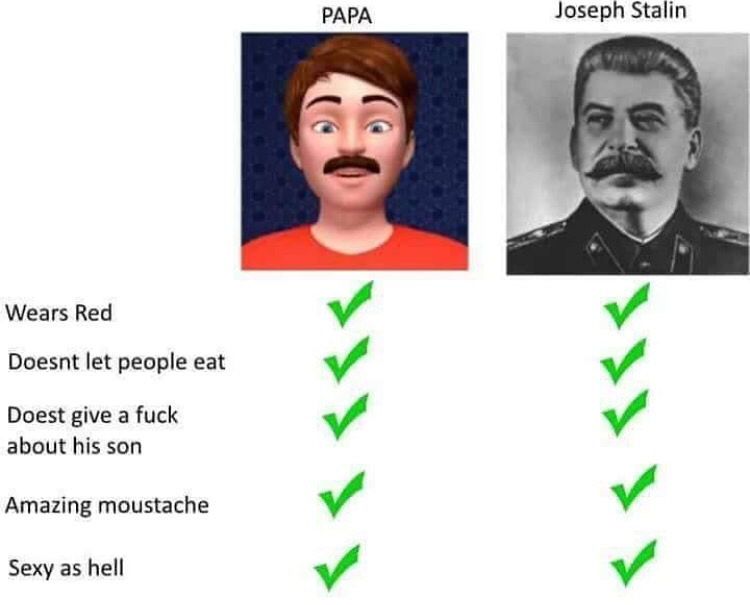 PAPA
Joseph Stalin
Wears Red
Doesnt let people eat
Doest give a fuck
about his son
Amazing moustache
Sexy as hell